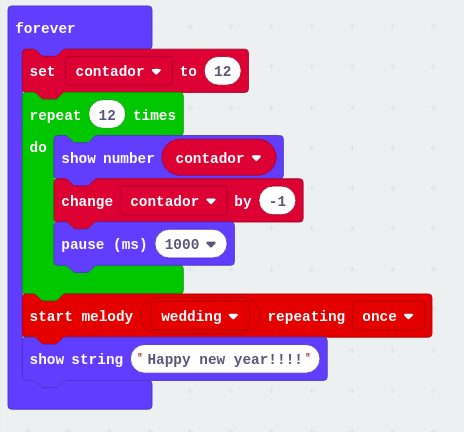 forever
set contador to 12
repeat 12 times
do
show number contador
change contador by -1
pause (ms) 1000
start melody wedding repeating once
show string "Happy new year!!!!"